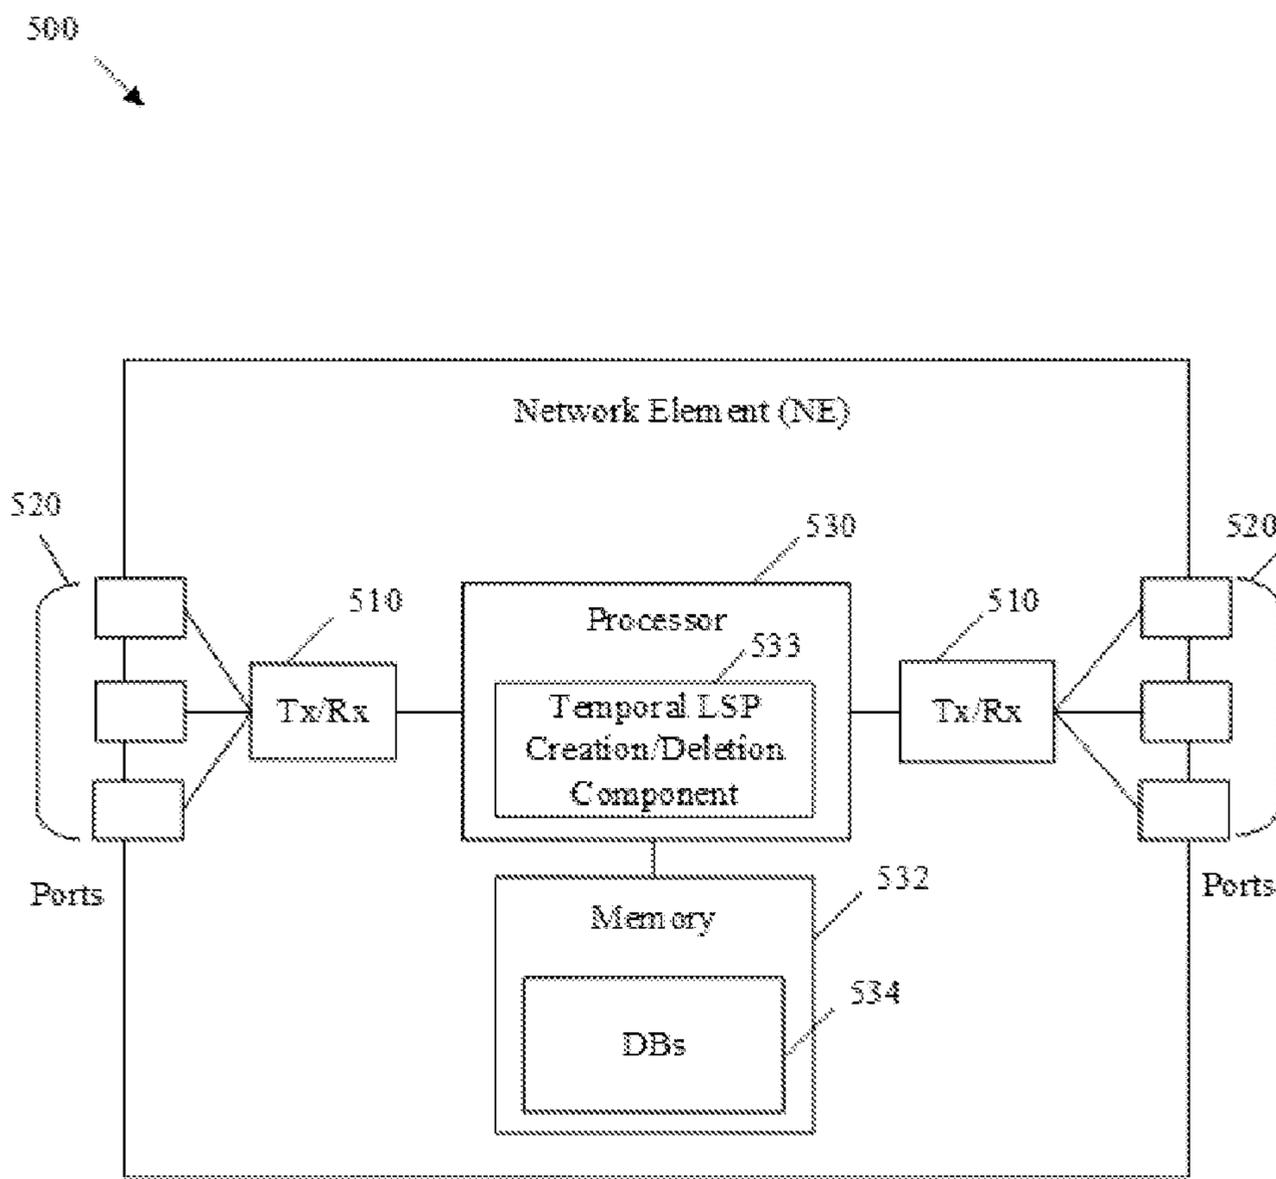 500
Network Element (NE)
520
520
530
510
510
Processor
533
Tx/Rx
Temporal LSP
Creation/Deletion
Component
Tx/Rx
Ports
Ports
532
Memory
534
DBs